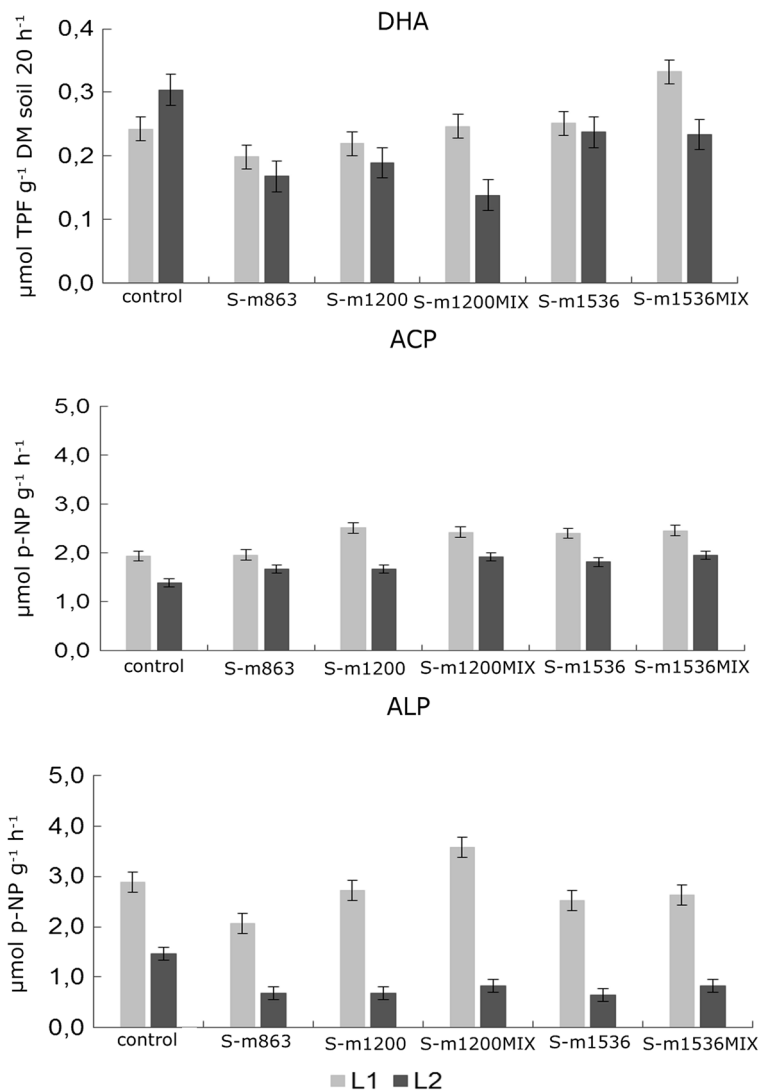 DHA
µmol TPF g⁻¹ DM soil 20 h⁻¹
0,4
0,3
0,2
0,1
0,0
control S-m863 S-m1200 S-m1200MIX S-m1536 S-m1536MIX
ACP
µmol p-NP g⁻¹ h⁻¹
5,0
4,0
3,0
2,0
1,0
0,0
control S-m863 S-m1200 S-m1200MIX S-m1536 S-m1536MIX
ALP
µmol p-NP g⁻¹ h⁻¹
5,0
4,0
3,0
2,0
1,0
0,0
control S-m863 S-m1200 S-m1200MIX S-m1536 S-m1536MIX
L1 L2